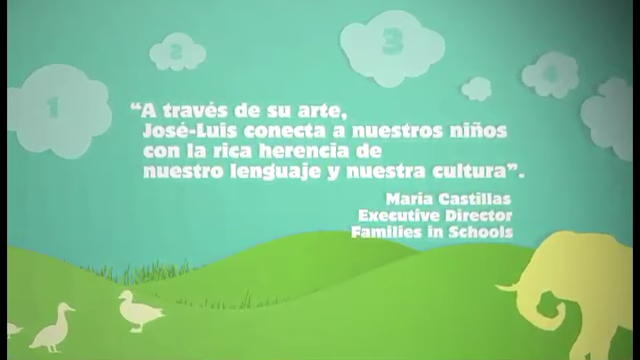 1
2
3
4
“A través de su arte,
José-Luis conecta a nuestros niños
con la rica herencia de
nuestro lenguaje y nuestra cultura”.
Maria Castillas
Executive Director
Families in Schools